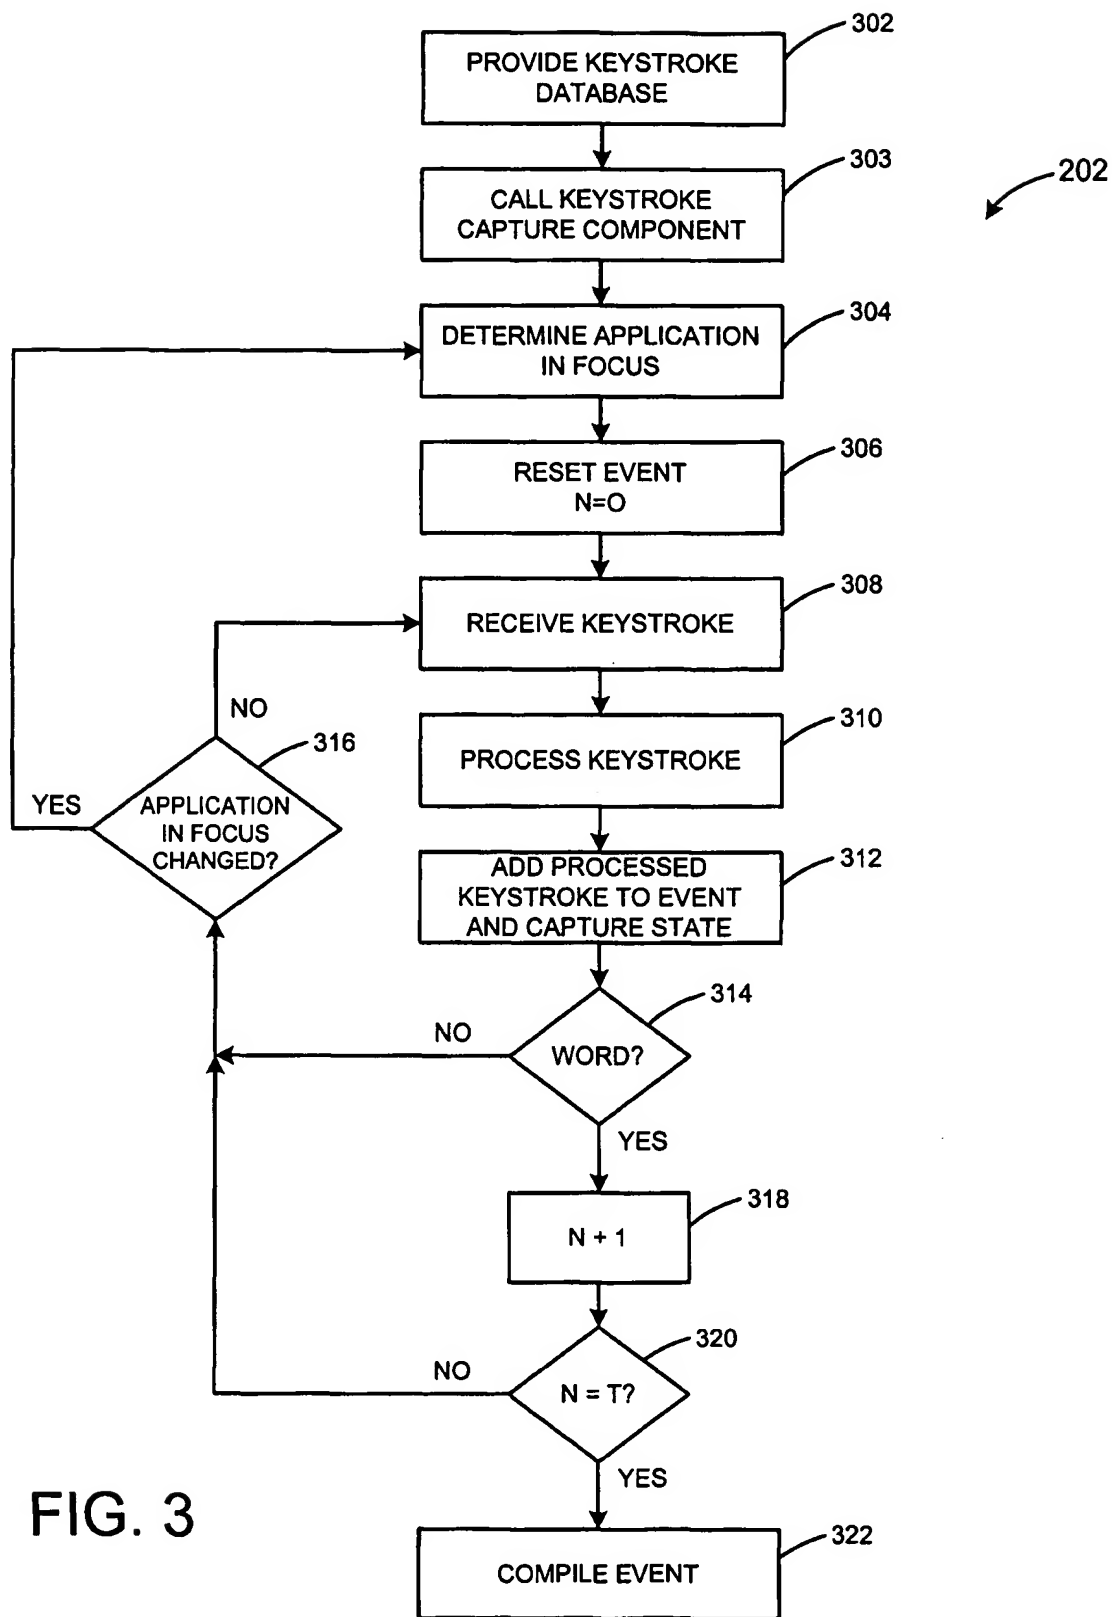 302
PROVIDE KEYSTROKE
DATABASE
303
CALL KEYSTROKE
CAPTURE COMPONENT
202
304
DETERMINE APPLICATION
IN FOCUS
306
RESET EVENT
N=O
308
RECEIVE KEYSTROKE
NO
316
310
PROCESS KEYSTROKE
YES
APPLICATION
IN FOCUS
CHANGED?
312
ADD PROCESSED
KEYSTROKE TO EVENT
AND CAPTURE STATE
314
NO
WORD?
YES
318
N + 1
320
NO
N = T?
YES
FIG. 3
322
COMPILE EVENT